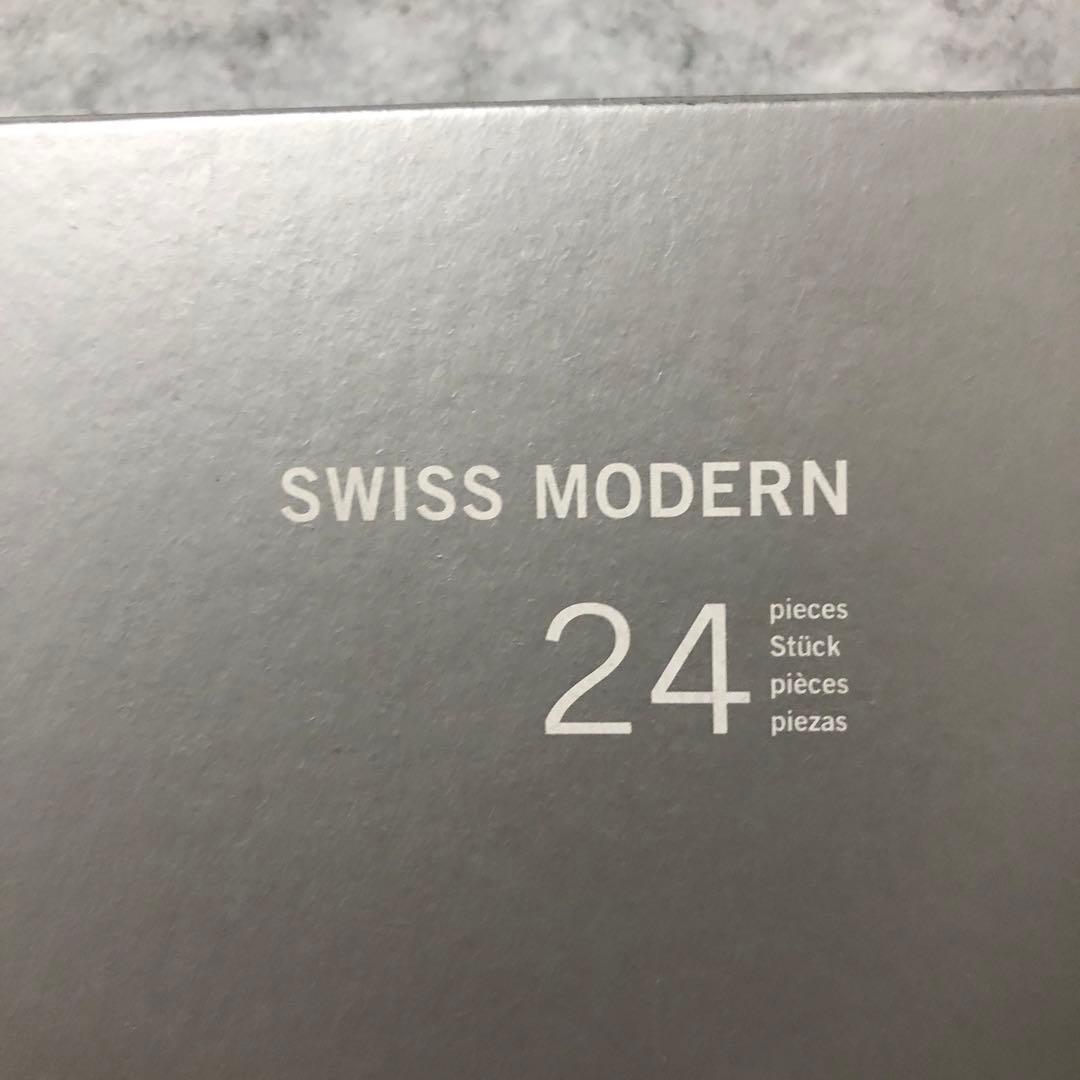 SWISS MODERN
24
pieces
Stück
pièces
piezas